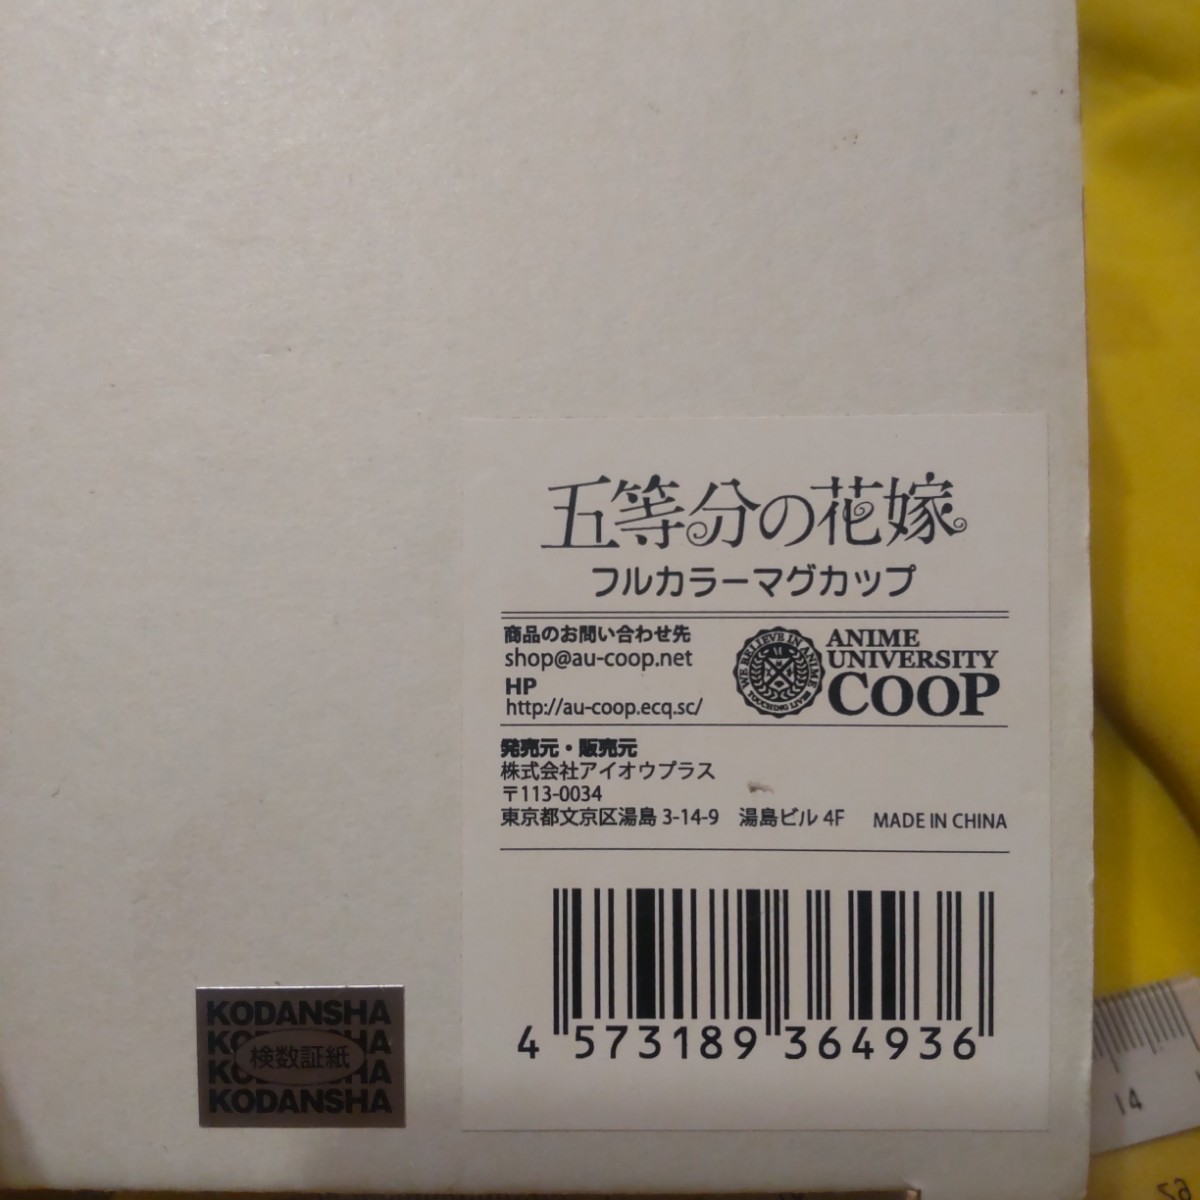 五等分の花嫁
フルカラーマグカップ
商品のお問い合わせ先
shop@au-coop.net
HP
http://au-coop.ecq.sc/
WE BELIEVE IN ANIME
ANIME
UNIVERSITY
COOP
発売元・販売元
株式会社アイオウプラス
〒113-0034
東京都文京区湯島 3-14-9 湯島ビル 4F MADE IN CHINA
4 573189 364936
KODANSHA
検数証紙
KODANSHA
14